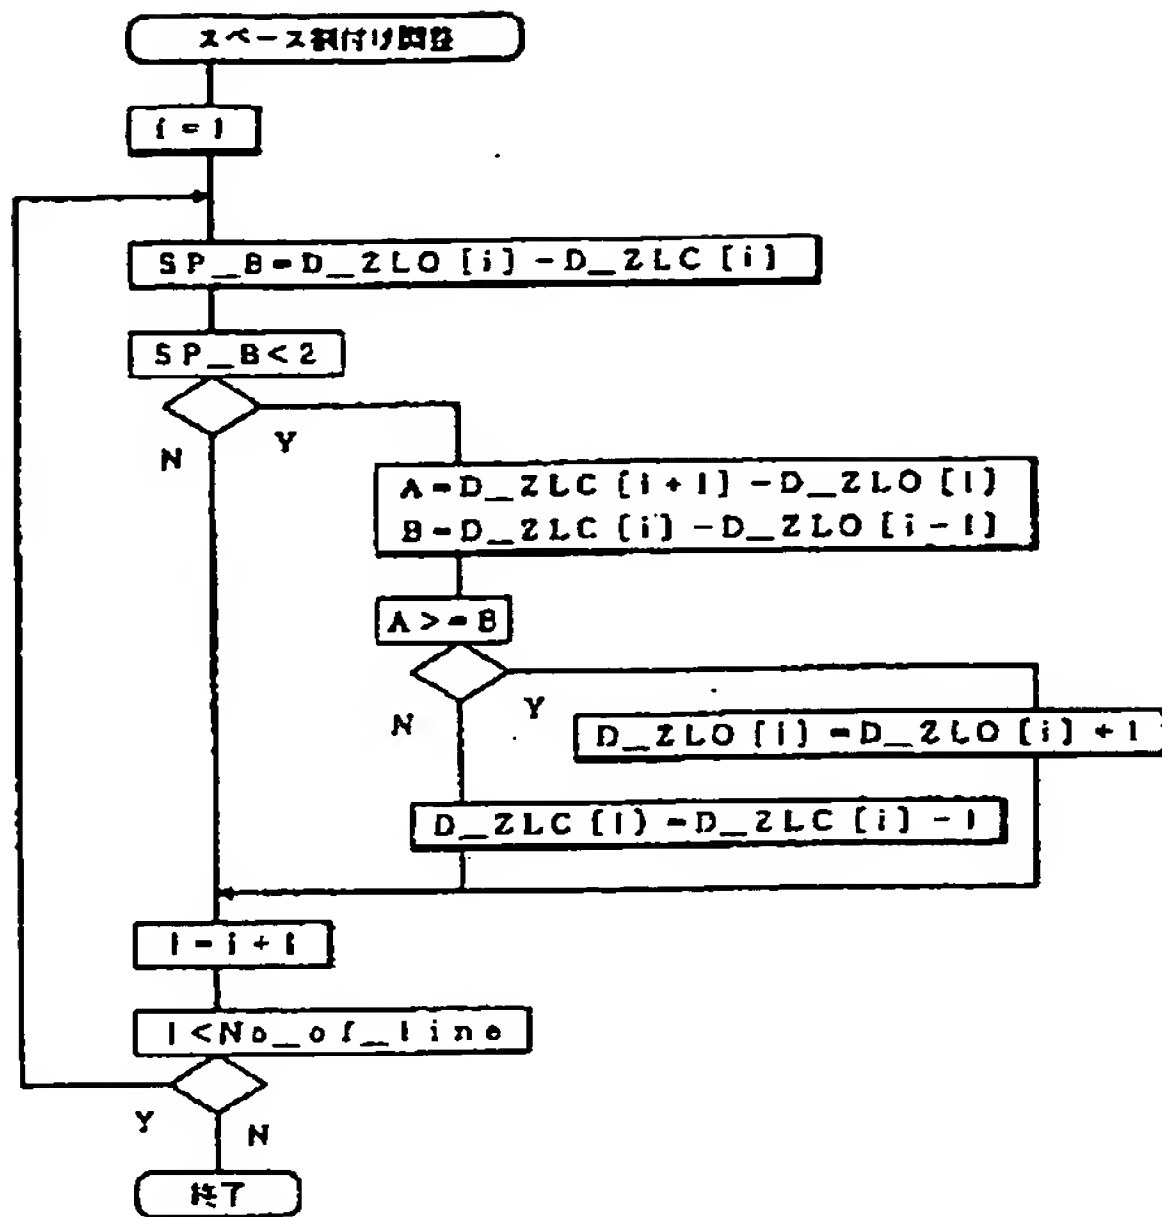 スペース割付け調整
i=1
SP_B=D_ZLO[i]-D_ZLC[i]
SP_B<2
N
Y
A=D_ZLC[i+1]-D_ZLO[i]
B=D_ZLC[i]-D_ZLO[i-1]
A>=B
N
Y
D_ZLO[i]=D_ZLO[i]+1
D_ZLC[i]=D_ZLC[i]-1
i=i+1
i<No_of_line
Y
N
終了